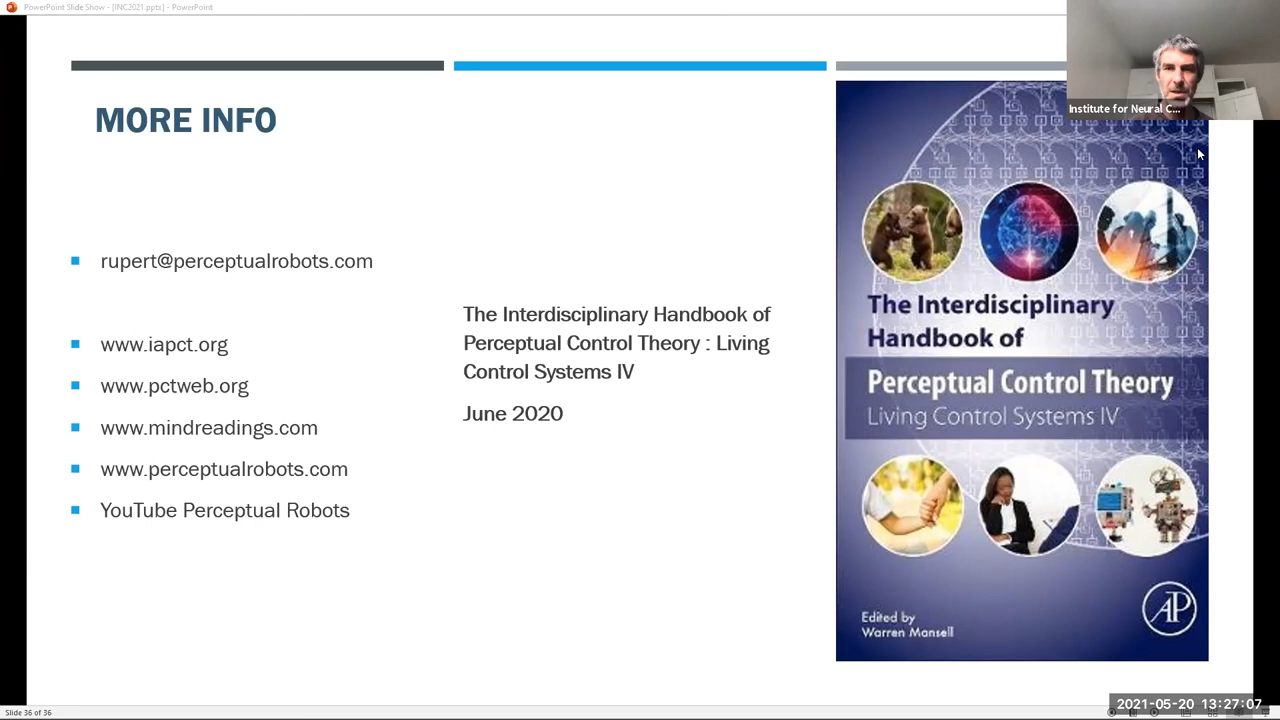 PowerPoint Slide Show - [INC2021.pptx] - PowerPoint
Institute for Neural C...
MORE INFO
rupert@perceptualrobots.com
www.iapct.org
www.pctweb.org
www.mindreadings.com
www.perceptualrobots.com
YouTube Perceptual Robots
The Interdisciplinary Handbook of
Perceptual Control Theory : Living
Control Systems IV
June 2020
The Interdisciplinary
Handbook of
Perceptual Control Theory
Living Control Systems IV
Edited by
Warren Mansell
AP
Slide 36 of 36
2021-05-20 13:27:07